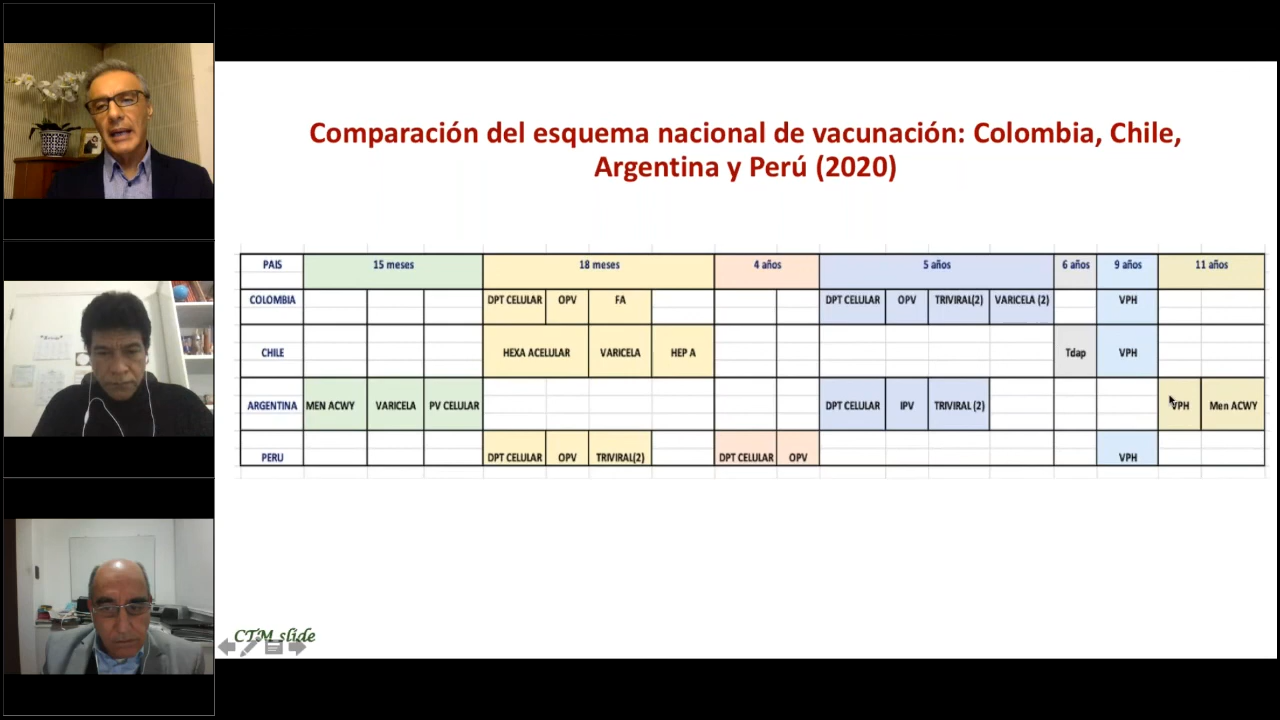 Comparación del esquema nacional de vacunación: Colombia, Chile,
Argentina y Perú (2020)
PAIS 15 meses 18 meses 4 años 5 años 6 años 9 años 11 años
COLOMBIA DPT CELULAR OPV FA DPT CELULAR OPV TRIVIRAL(2) VARICELA (2) VPH
CHILE HEXA ACELULAR VARICELA HEP A Tdap VPH
ARGENTINA MEN ACWY VARICELA PV CELULAR DPT CELULAR IPV TRIVIRAL (2) VPH Men ACWY
PERU DPT CELULAR OPV TRIVIRAL(2) DPT CELULAR OPV VPH
CTM slide